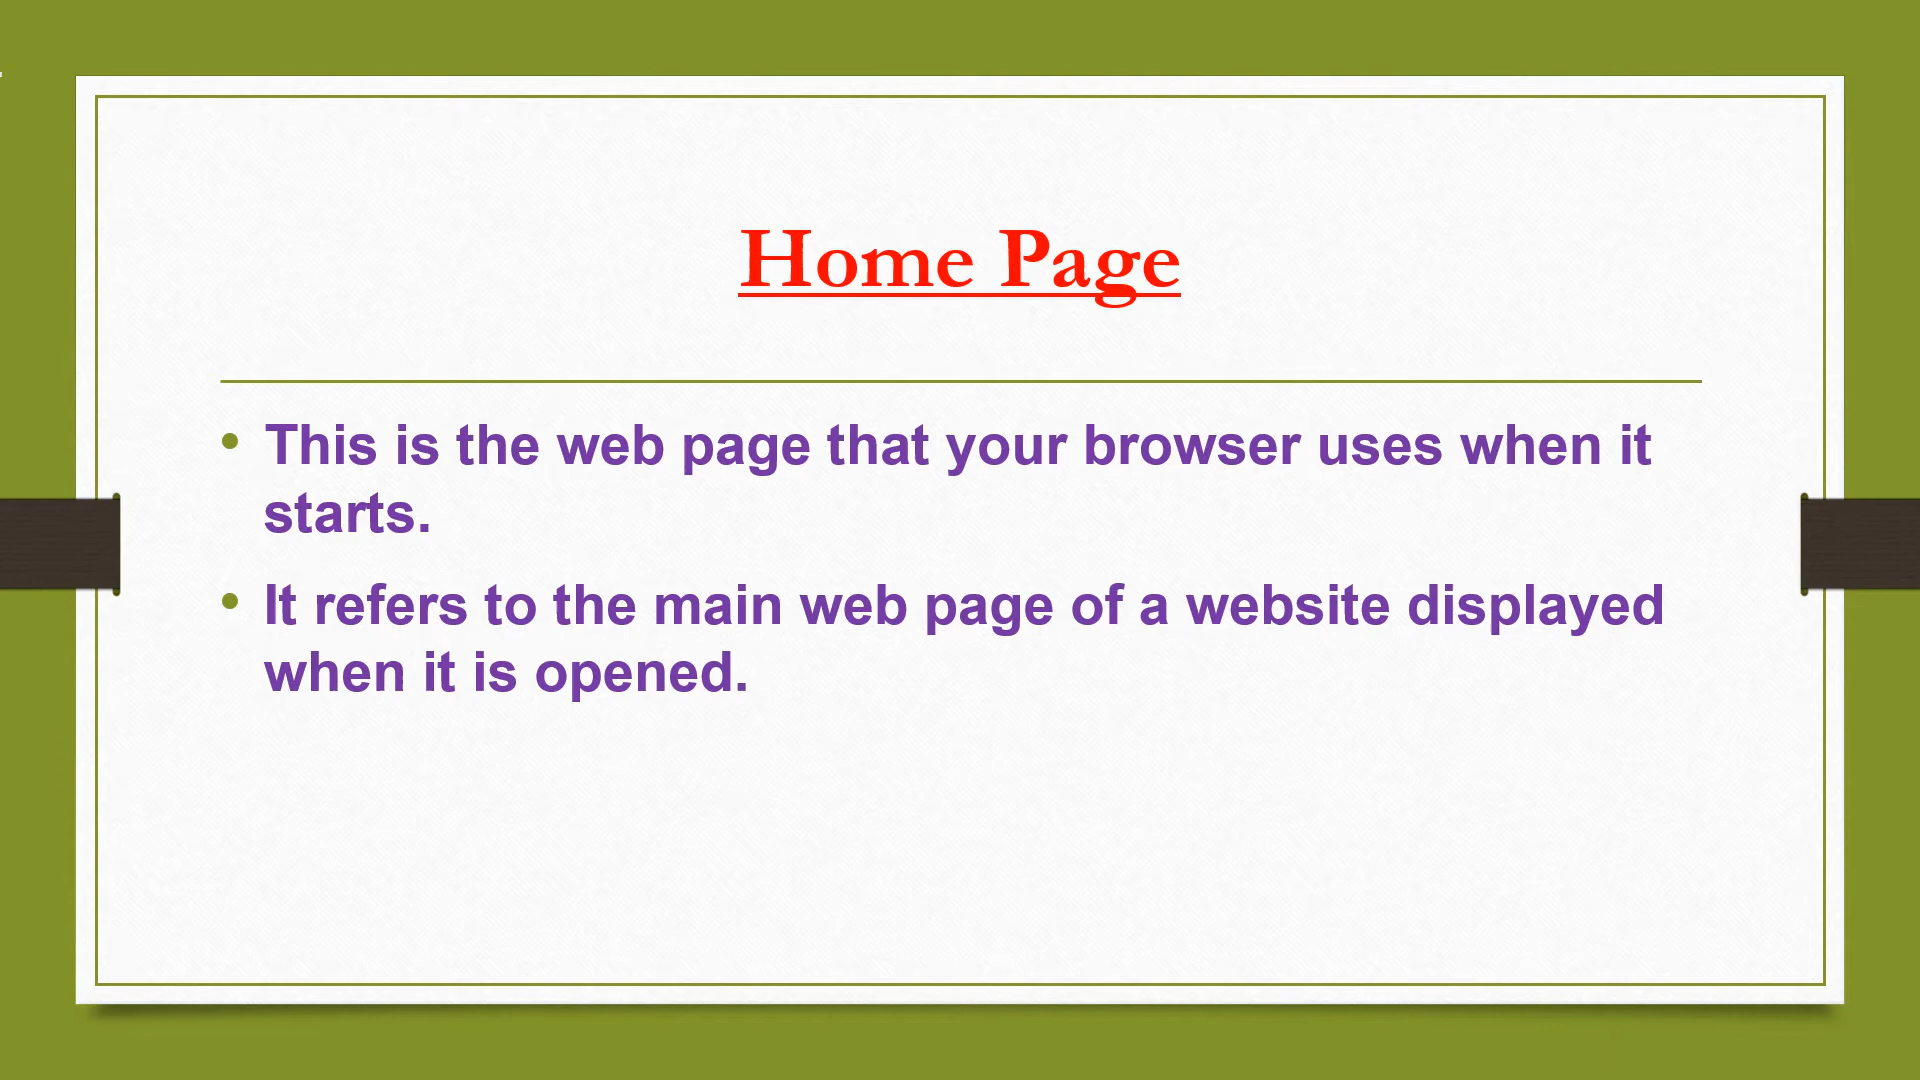 Home Page
• This is the web page that your browser uses when it
starts.
• It refers to the main web page of a website displayed
when it is opened.